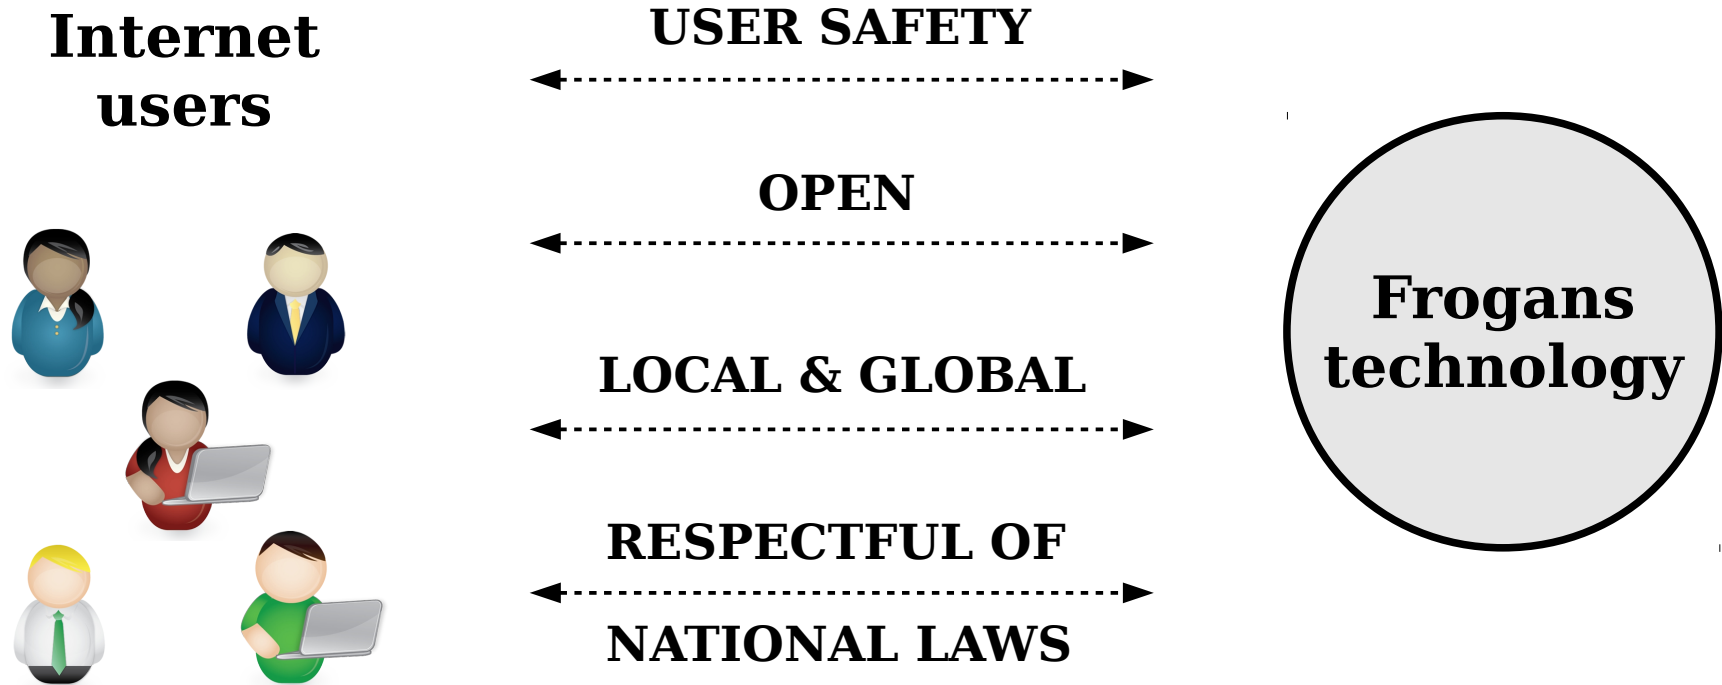 Internet
users
USER SAFETY
OPEN
LOCAL & GLOBAL
RESPECTFUL OF
NATIONAL LAWS
Frogans
technology